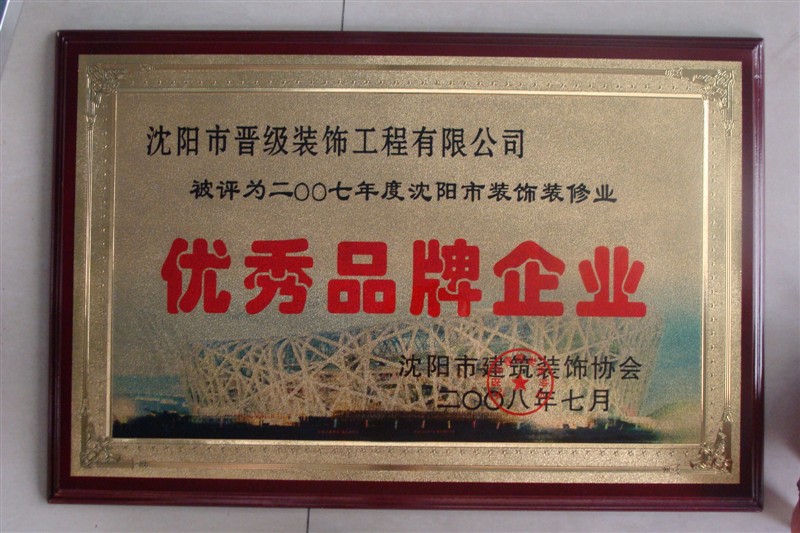 沈阳市晋级装饰工程有限公司
被评为二〇〇七年度沈阳市装饰装修业
优秀品牌企业
沈阳市建筑装饰协会
二〇〇八年七月